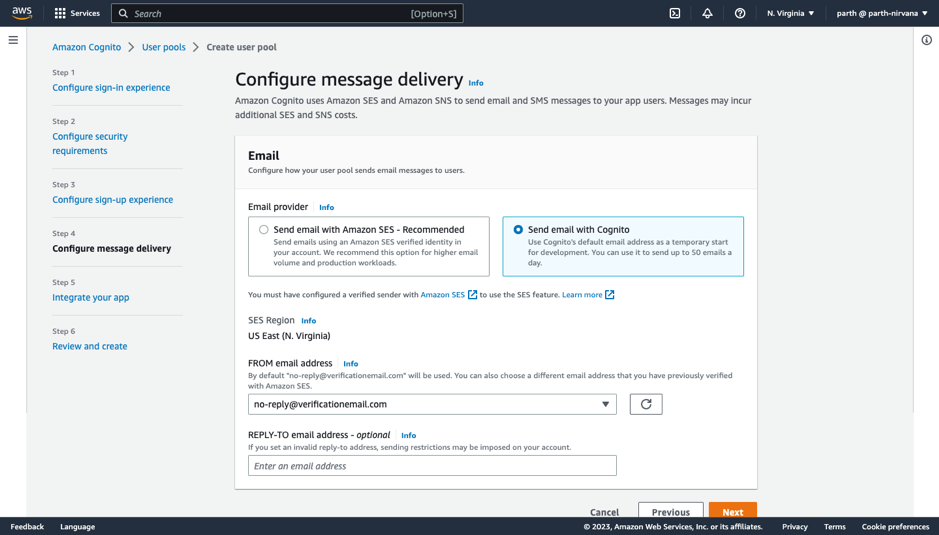 aws
Services
Search
[Option+S]
N. Virginia
parth @ parth-nirvana
Amazon Cognito
User pools
Create user pool
Step 1
Configure sign-in experience
Step 2
Configure security
requirements
Step 3
Configure sign-up experience
Step 4
Configure message delivery
Step 5
Integrate your app
Step 6
Review and create
Configure message delivery Info
Amazon Cognito uses Amazon SES and Amazon SNS to send email and SMS messages to your app users. Messages may incur
additional SES and SNS costs.
Email
Configure how your user pool sends email messages to users.
Email provider Info
Send email with Amazon SES - Recommended
Send emails using an Amazon SES verified identity in
your account. We recommend this option for higher email
volume and production workloads.
Send email with Cognito
Use Cognito's default email address as a temporary start
for development. You can use it to send up to 50 emails a
day.
You must have configured a verified sender with Amazon SES to use the SES feature. Learn more
SES Region Info
US East (N. Virginia)
FROM email address Info
By default "no-reply@verificationemail.com" will be used. You can also choose a different email address that you have previously verified
with Amazon SES.
no-reply@verificationemail.com
REPLY-TO email address - optional Info
If you set an invalid reply-to address, sending restrictions may be imposed on your account.
Enter an email address
Cancel
Previous
Next
Feedback
Language
© 2023, Amazon Web Services, Inc. or its affiliates.
Privacy
Terms
Cookie preferences